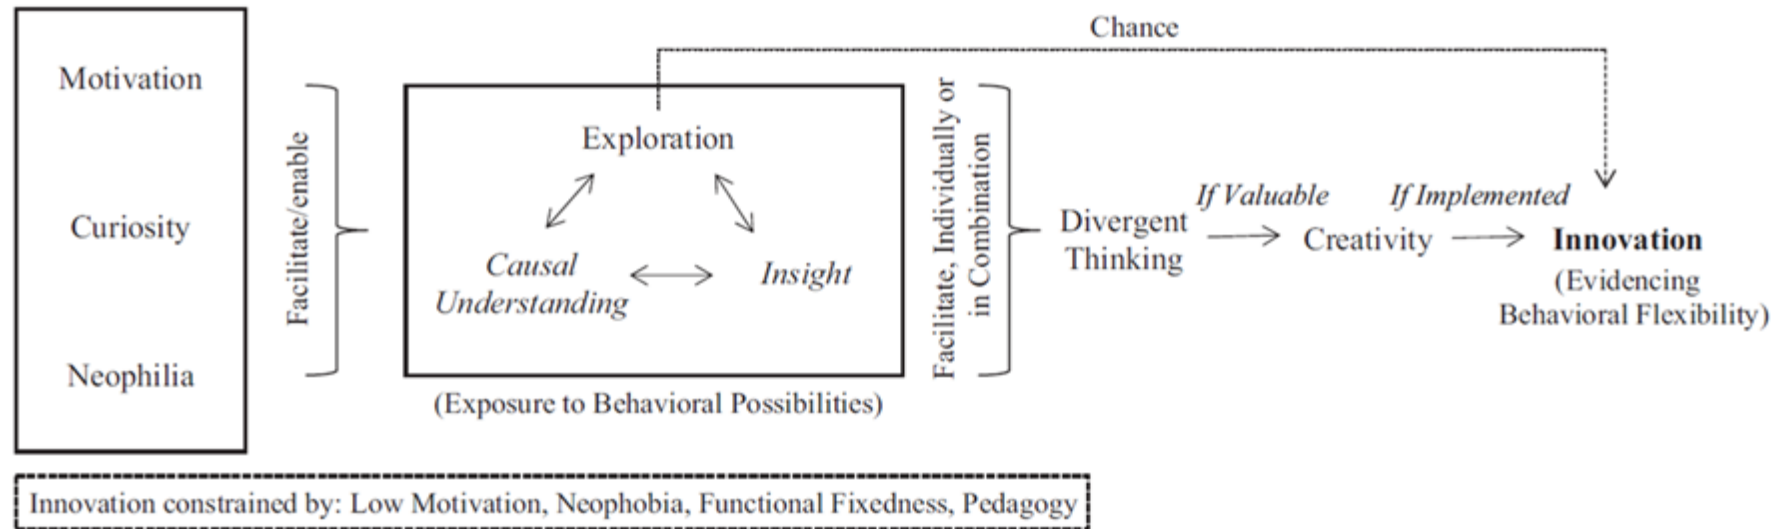 Motivation
Curiosity
Neophilia
Facilitate/enable
Exploration
Causal
Understanding
Insight
(Exposure to Behavioral Possibilities)
Facilitate, Individually or
in Combination
Chance
Divergent
Thinking
If Valuable
Creativity
If Implemented
Innovation
(Evidencing
Behavioral Flexibility)
Innovation constrained by: Low Motivation, Neophobia, Functional Fixedness, Pedagogy